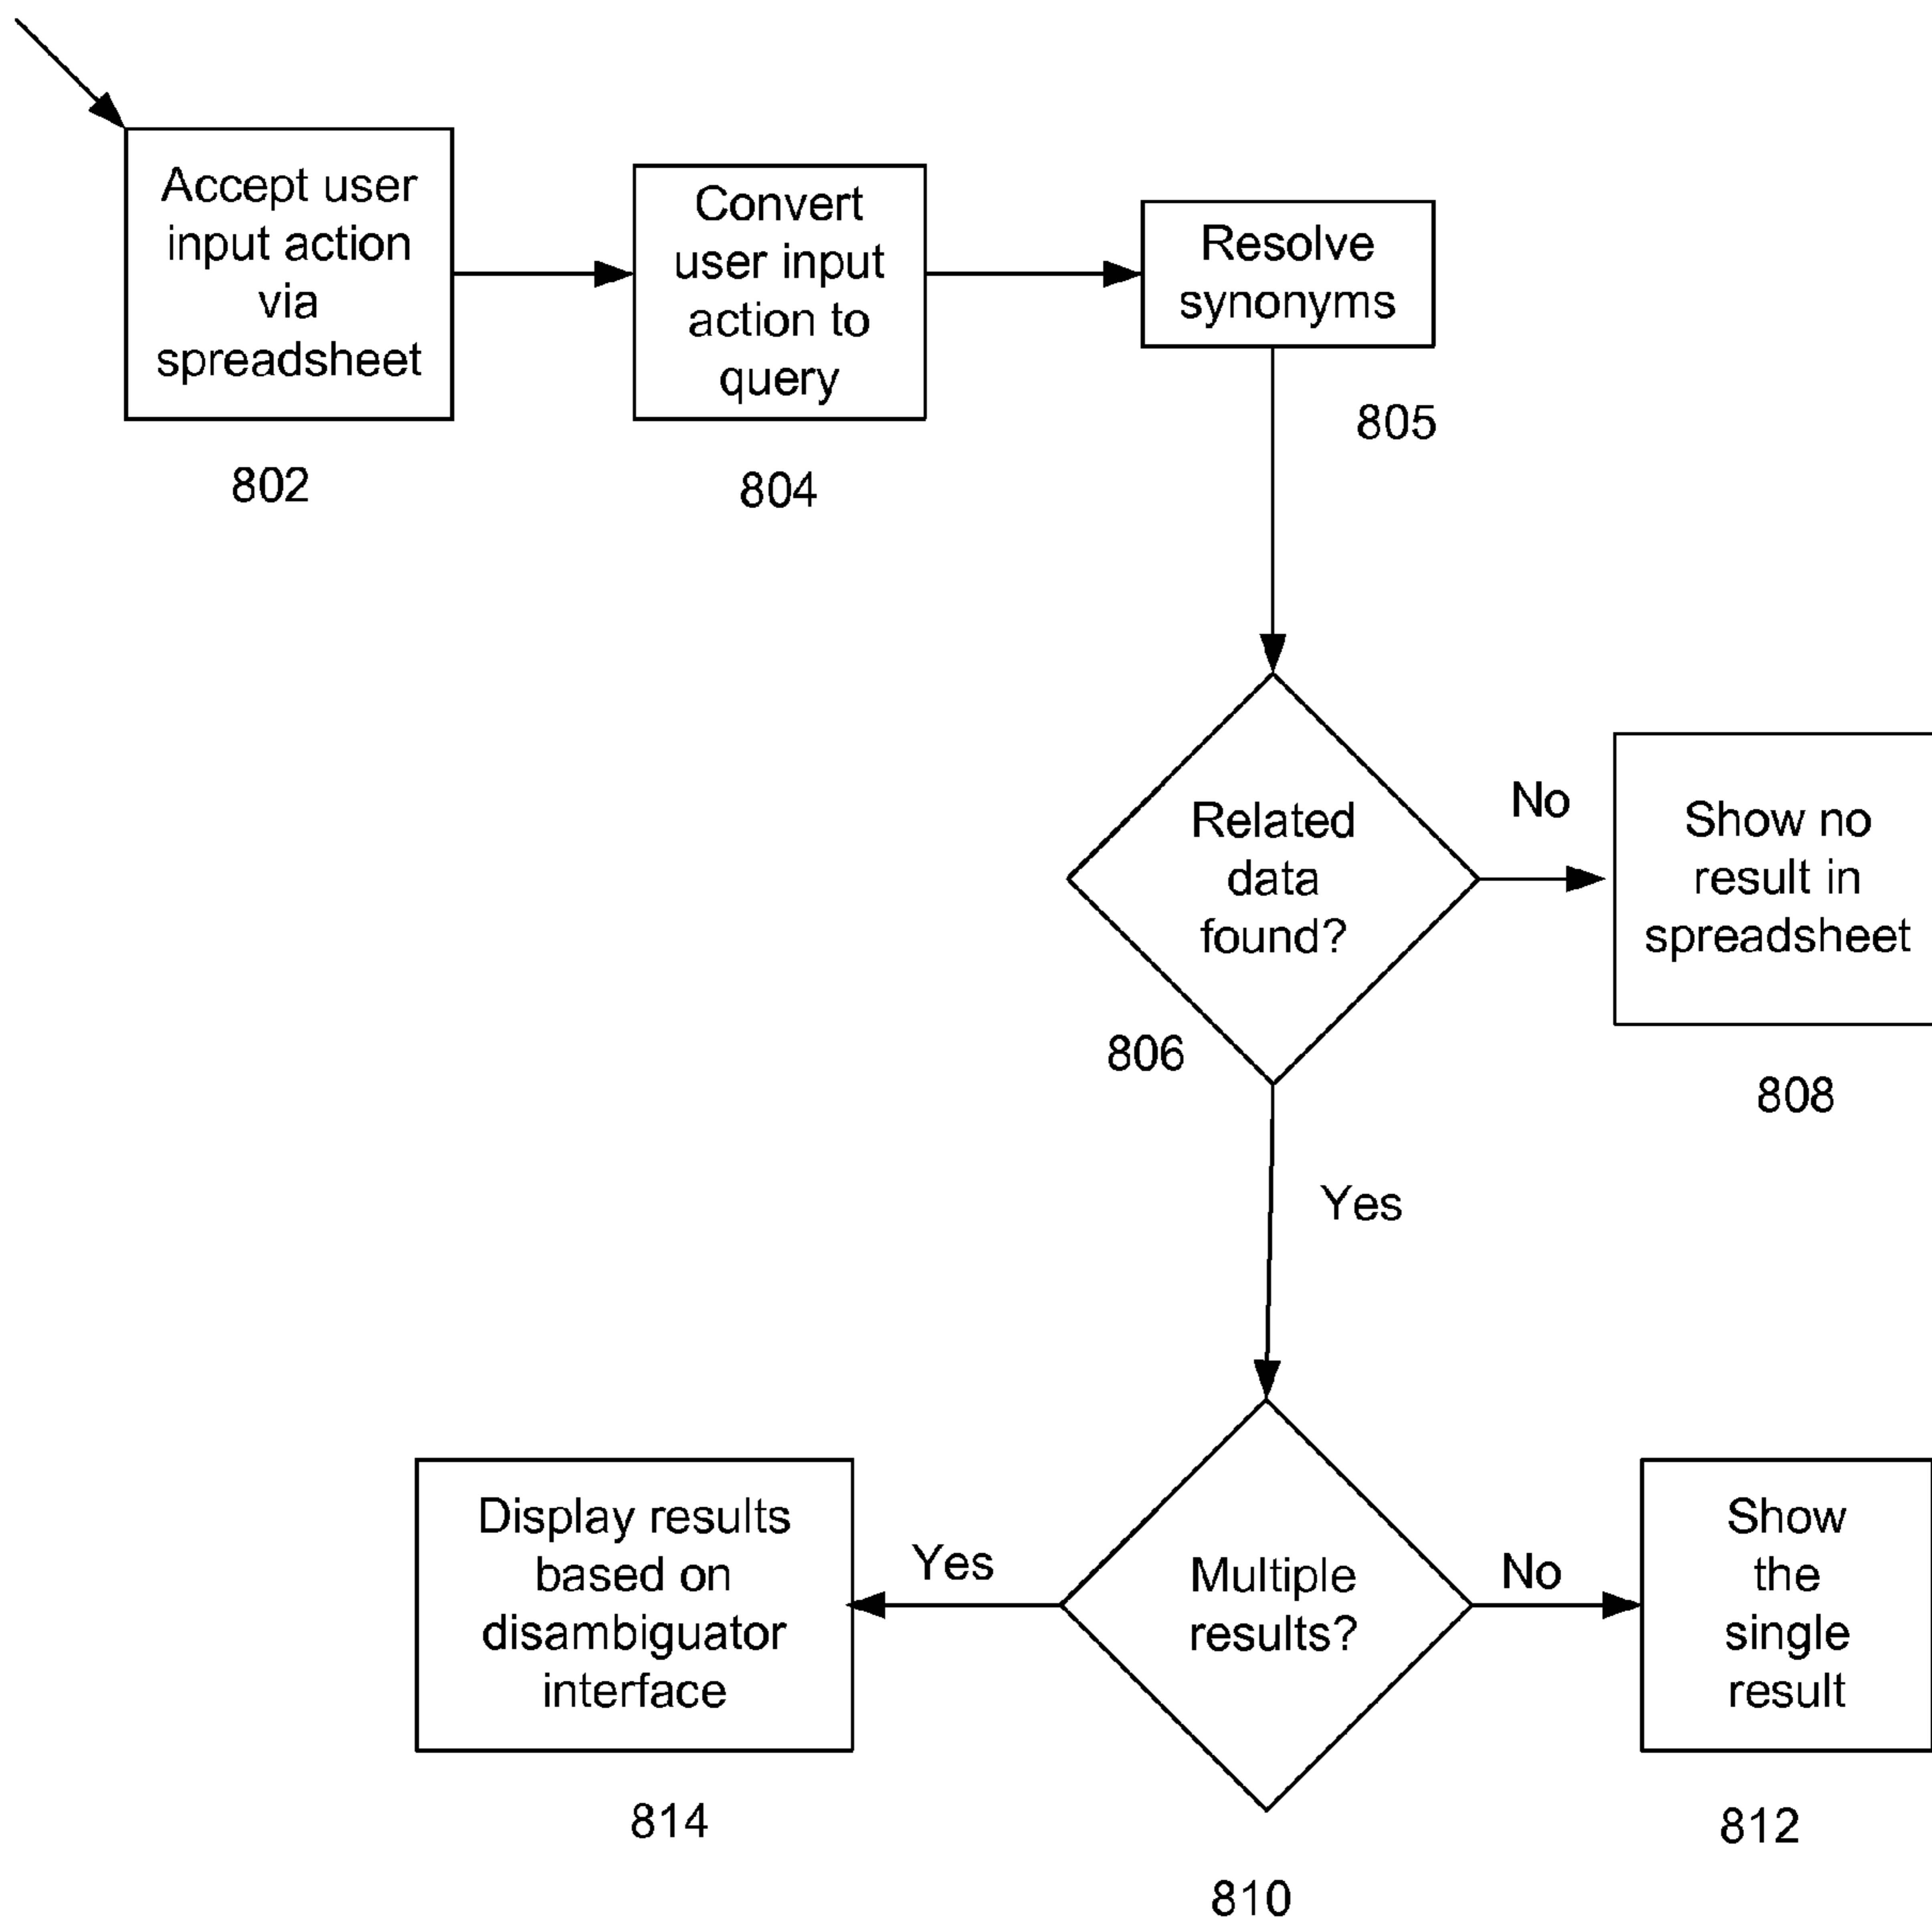 Accept user
input action
via
spreadsheet
802
Convert
user input
action to
query
804
Resolve
synonyms
805
Related
data
found?
806
No
Show no
result in
spreadsheet
808
Yes
Multiple
results?
810
Yes
Display results
based on
disambiguator
interface
814
No
Show
the
single
result
812